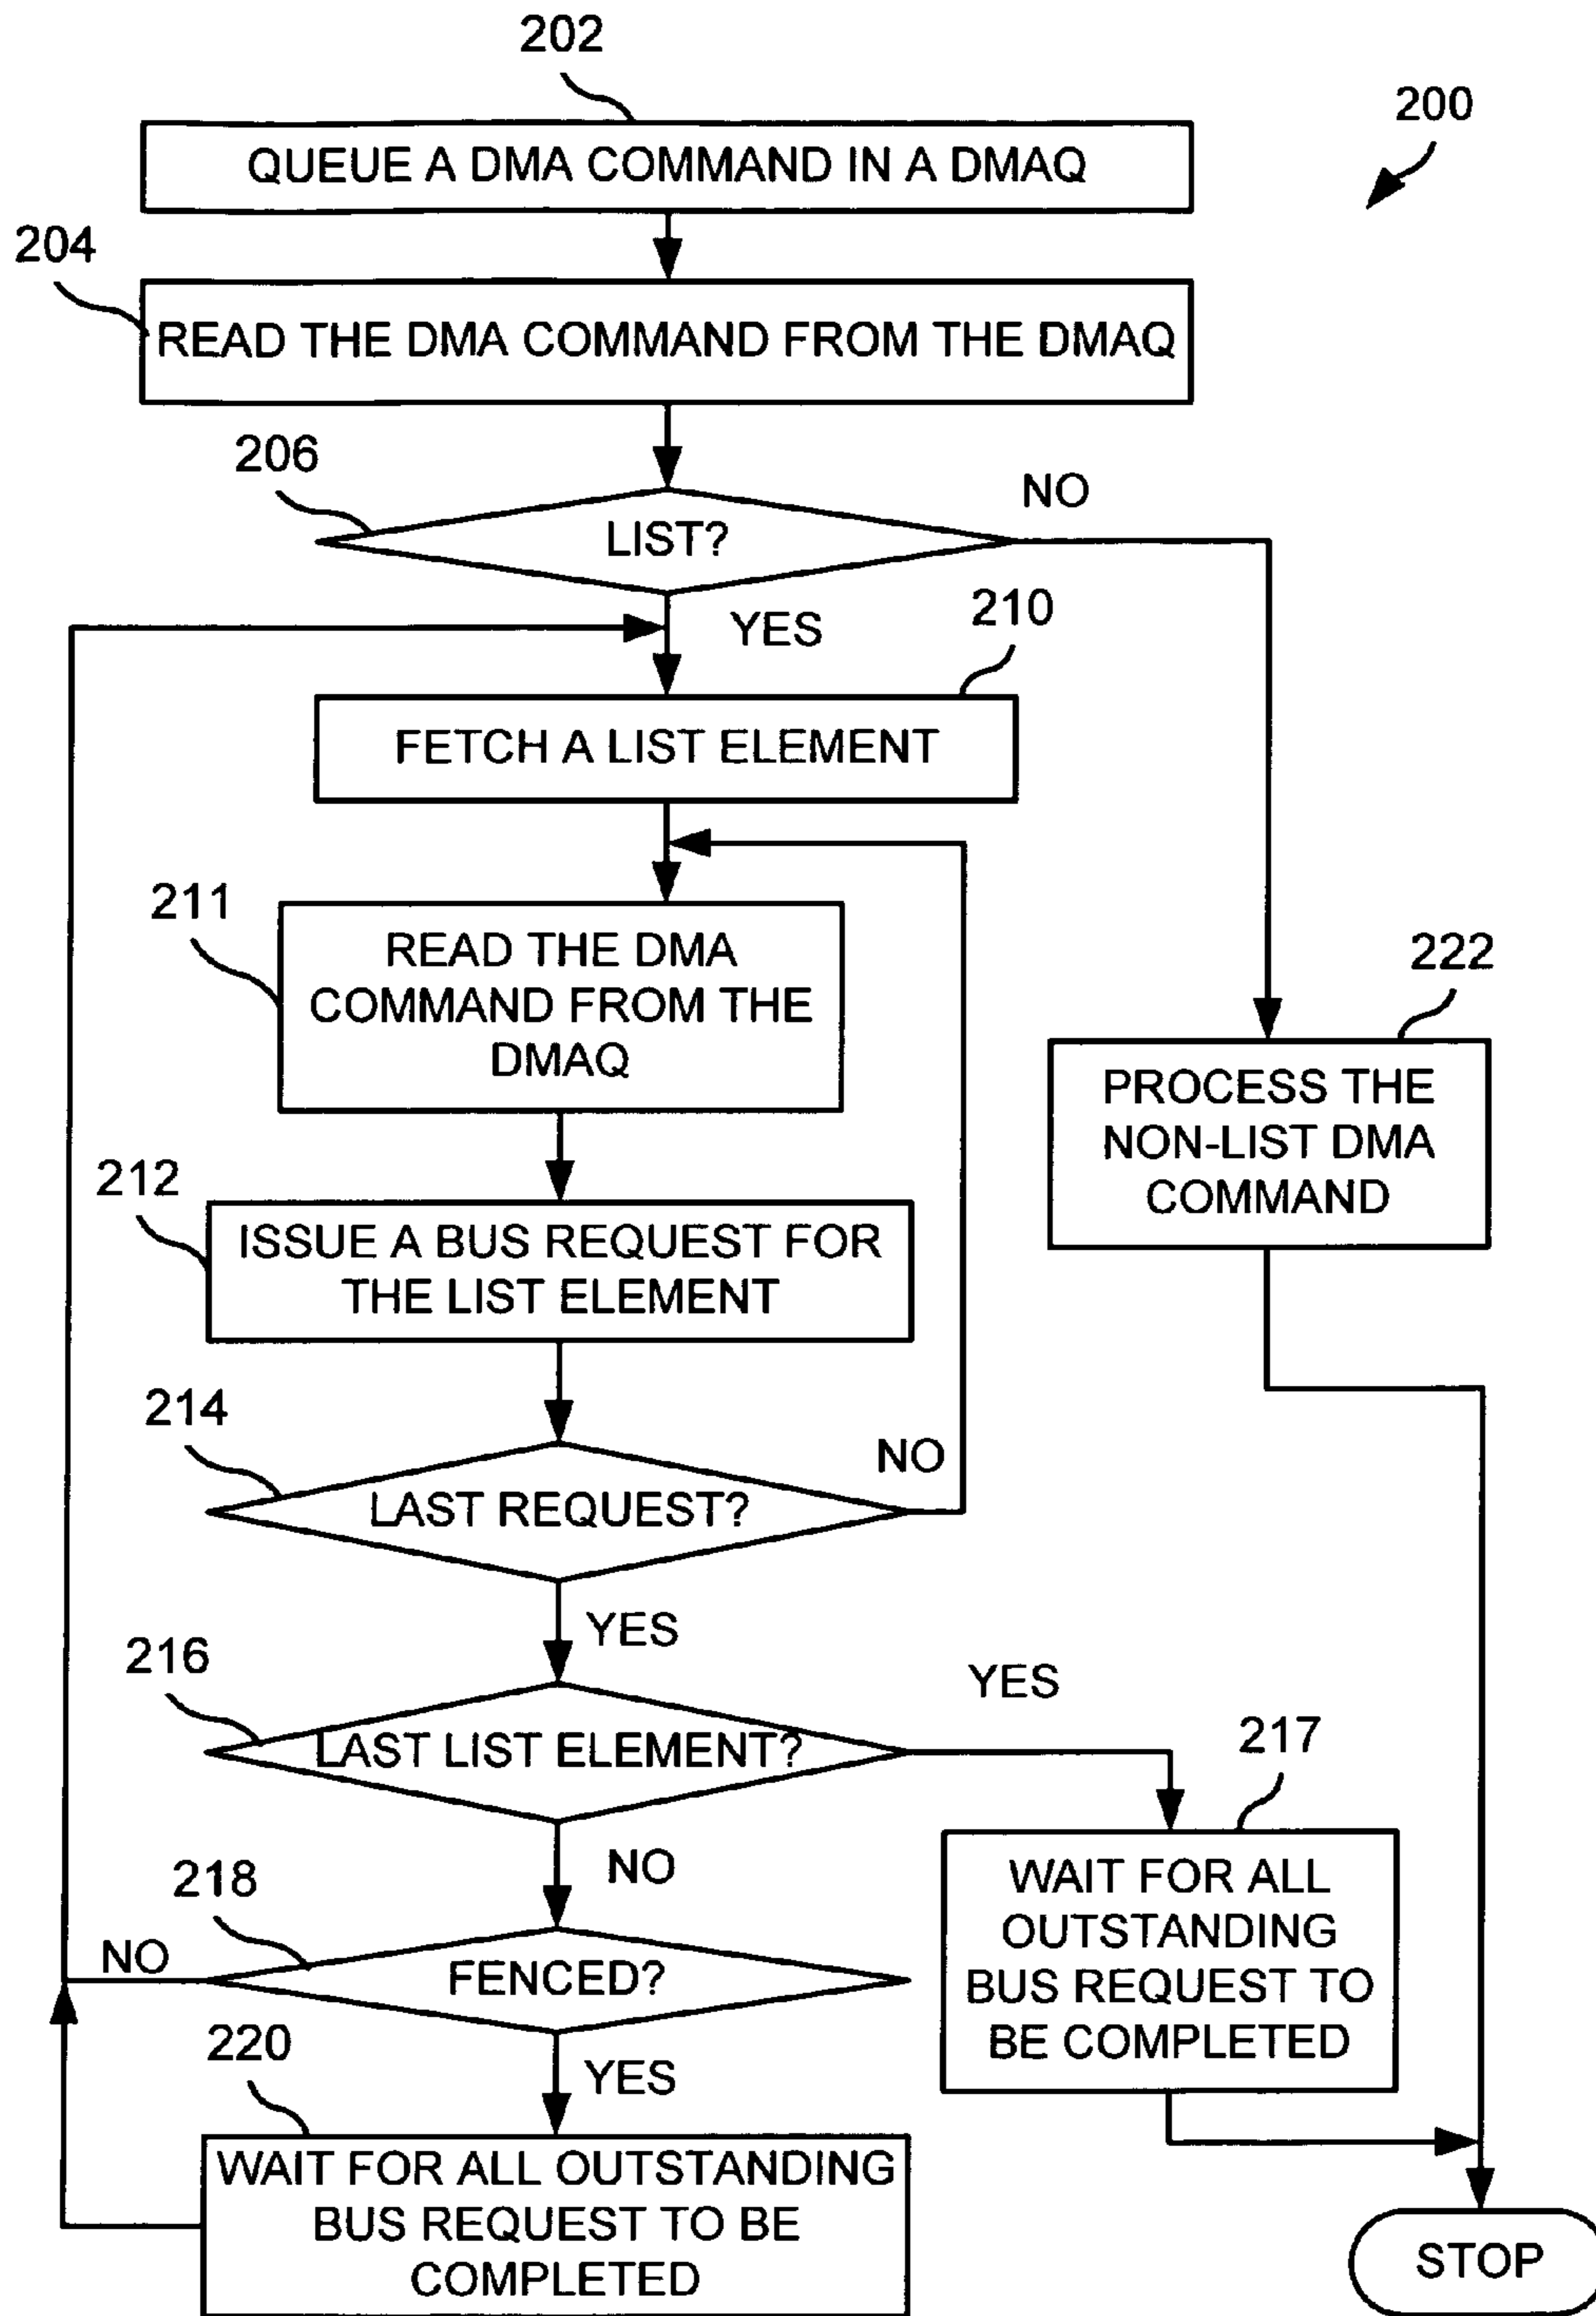 202
200
QUEUE A DMA COMMAND IN A DMAQ
204
READ THE DMA COMMAND FROM THE DMAQ
206
NO
LIST?
YES
210
FETCH A LIST ELEMENT
211
READ THE DMA
COMMAND FROM THE
DMAQ
222
PROCESS THE
NON-LIST DMA
COMMAND
212
ISSUE A BUS REQUEST FOR
THE LIST ELEMENT
214
NO
LAST REQUEST?
YES
216
YES
LAST LIST ELEMENT?
217
WAIT FOR ALL
OUTSTANDING
BUS REQUEST TO
BE COMPLETED
NO
218
NO
FENCED?
220
YES
WAIT FOR ALL OUTSTANDING
BUS REQUEST TO BE
COMPLETED
STOP